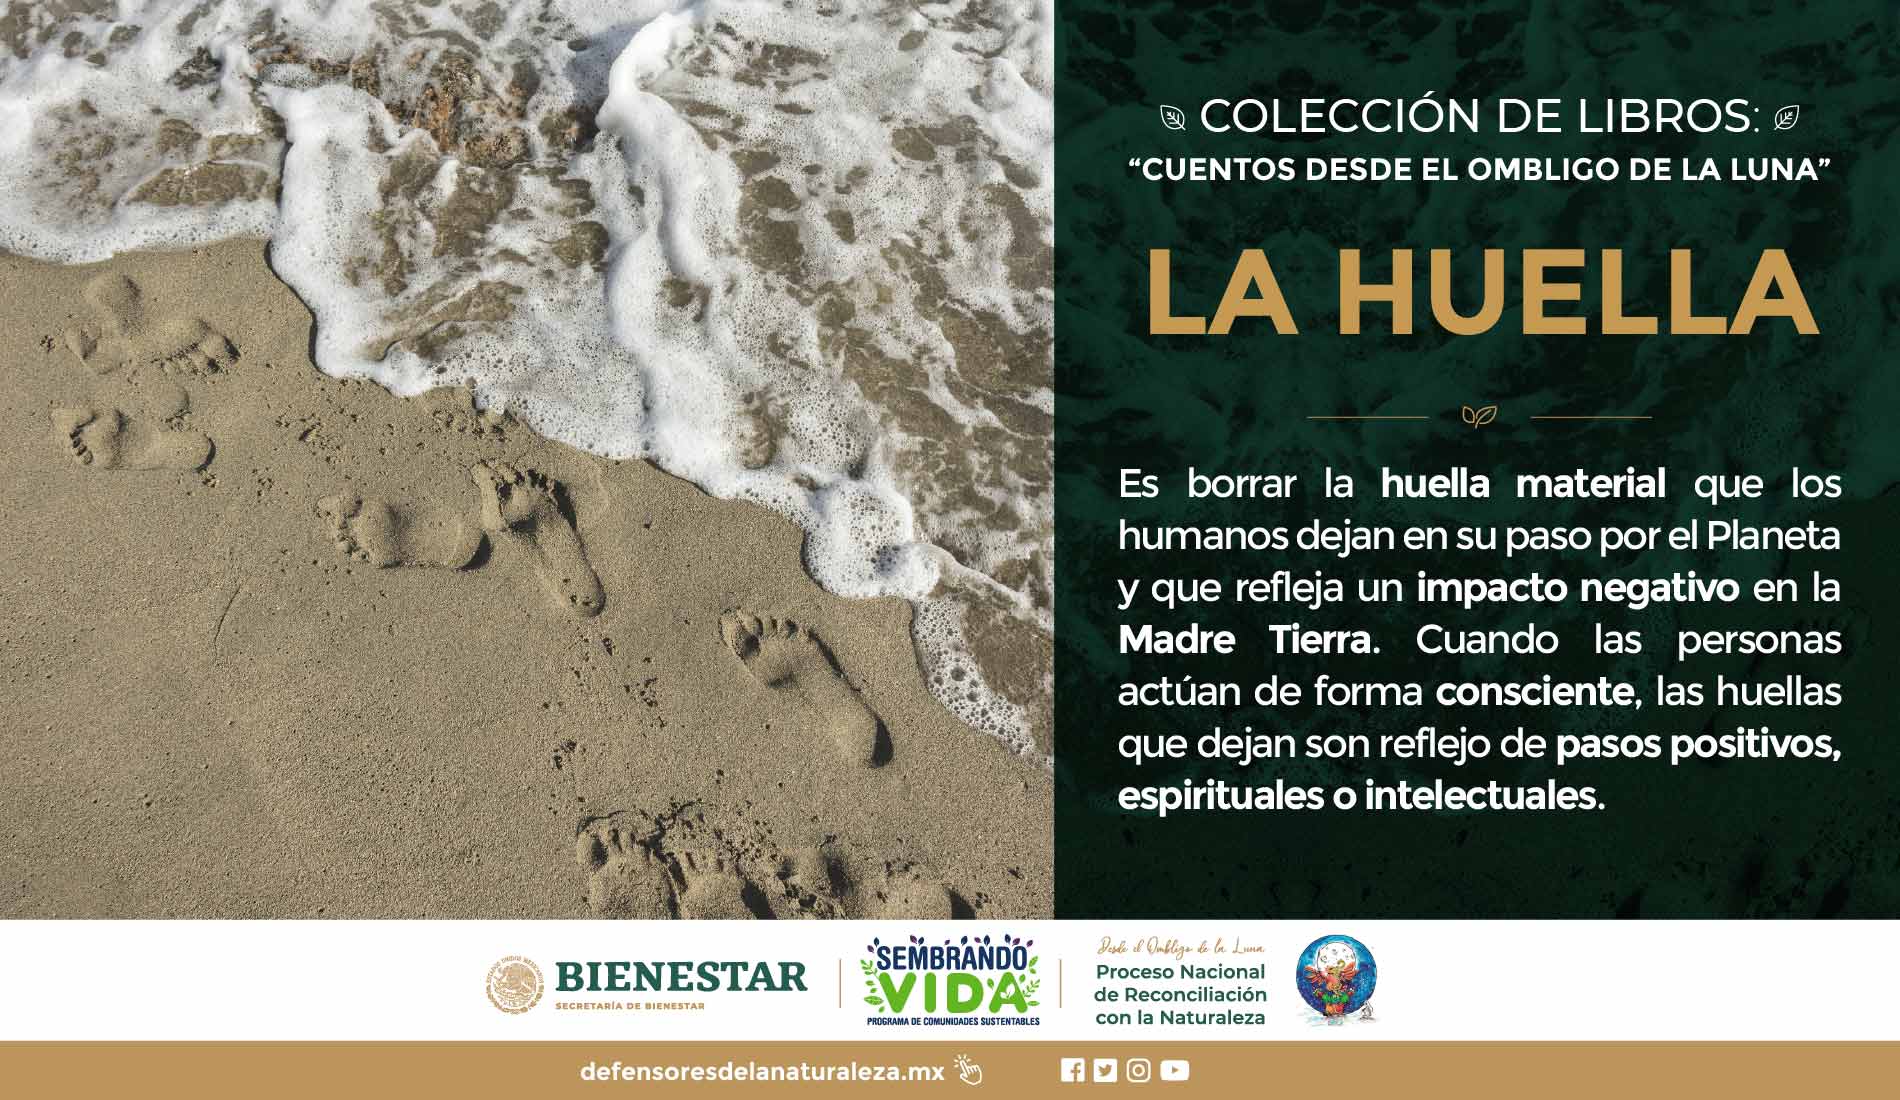 COLECCIÓN DE LIBROS:
“CUENTOS DESDE EL OMBLIGO DE LA LUNA”
LA HUELLA
Es borrar la huella material que los
humanos dejan en su paso por el Planeta
y que refleja un impacto negativo en la
Madre Tierra. Cuando las personas
actúan de forma consciente, las huellas
que dejan son reflejo de pasos positivos,
espirituales o intelectuales.
ESTADOS UNIDOS MEXICANOS
BIENESTAR
SECRETARÍA DE BIENESTAR
SEMBRANDO
VIDA
PROGRAMA DE COMUNIDADES SUSTENTABLES
Desde el Ombligo de la Luna
Proceso Nacional
de Reconciliación
con la Naturaleza
defensoresdelanaturaleza.mx